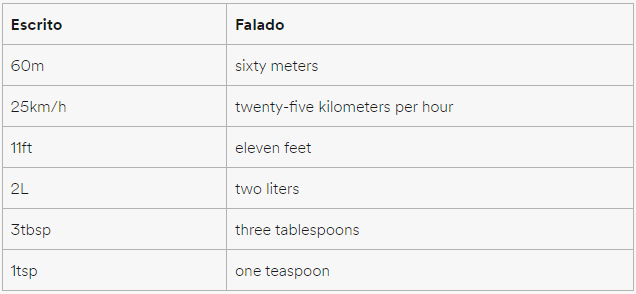 Escrito Falado
60m sixty meters
25km/h twenty-five kilometers per hour
11ft eleven feet
2L two liters
3tbsp three tablespoons
1tsp one teaspoon